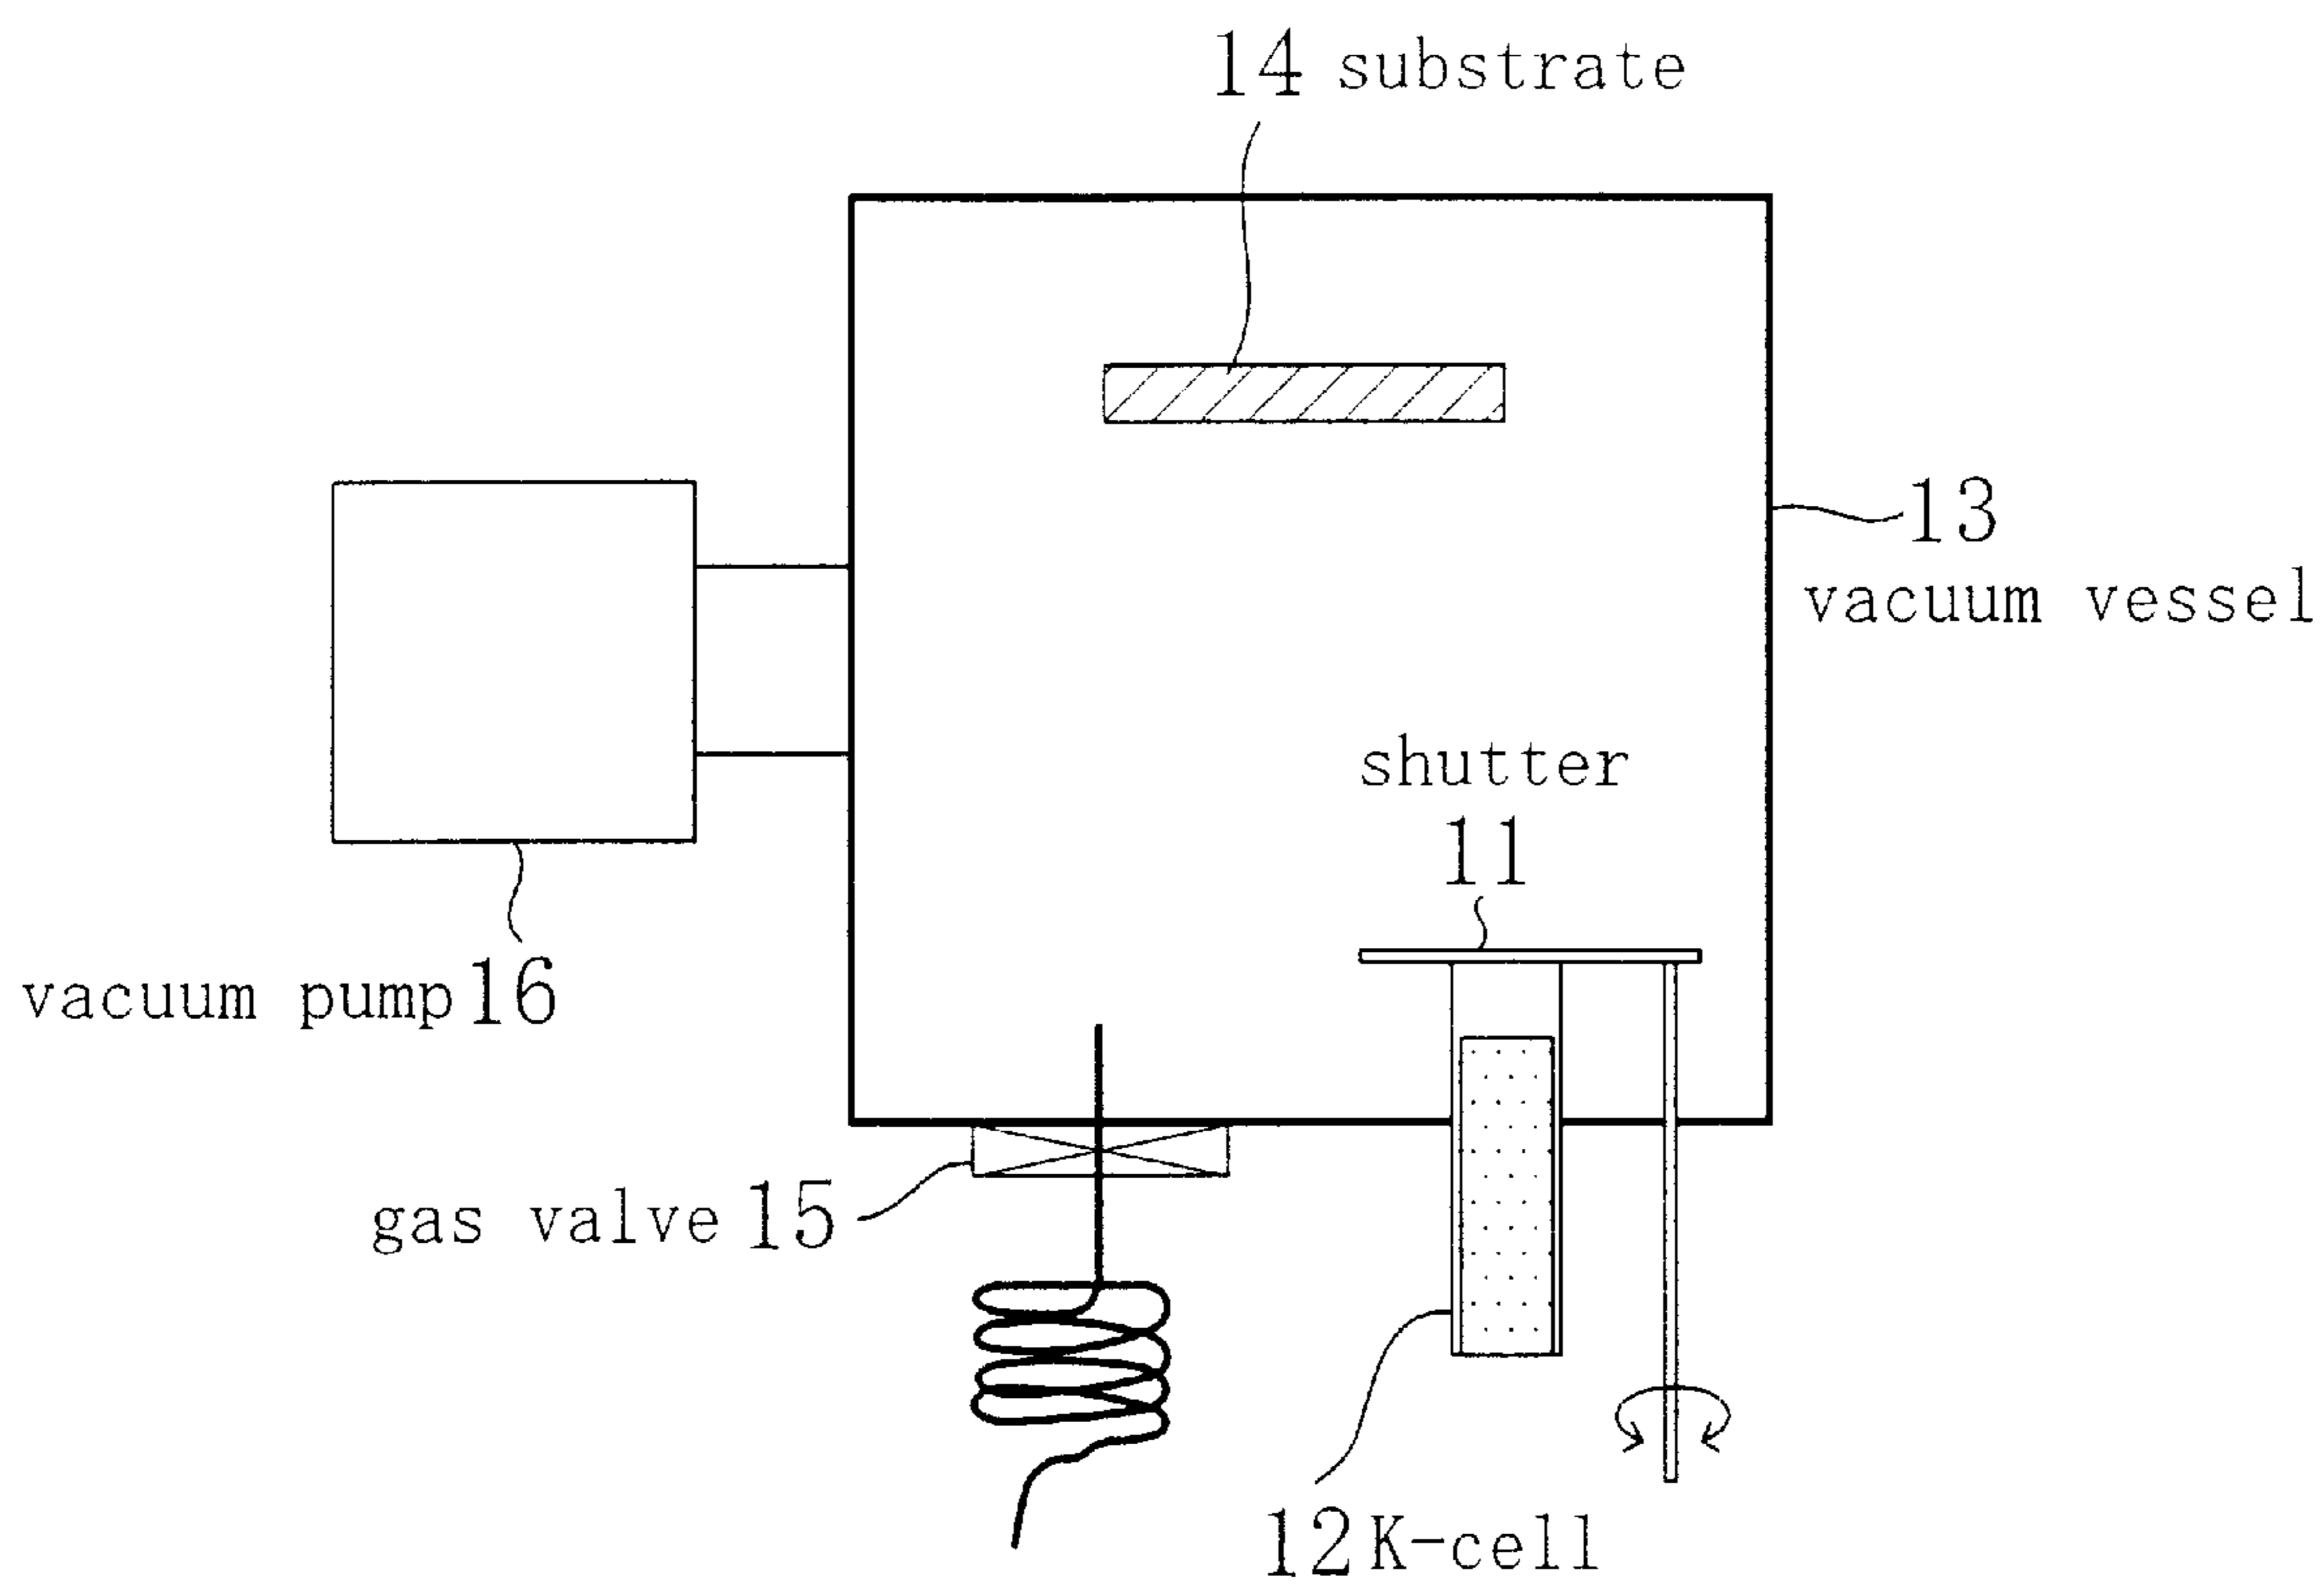 14 substrate
13
vacuum vessel
shutter
11
vacuum pump 16
gas valve 15
12 K-cell